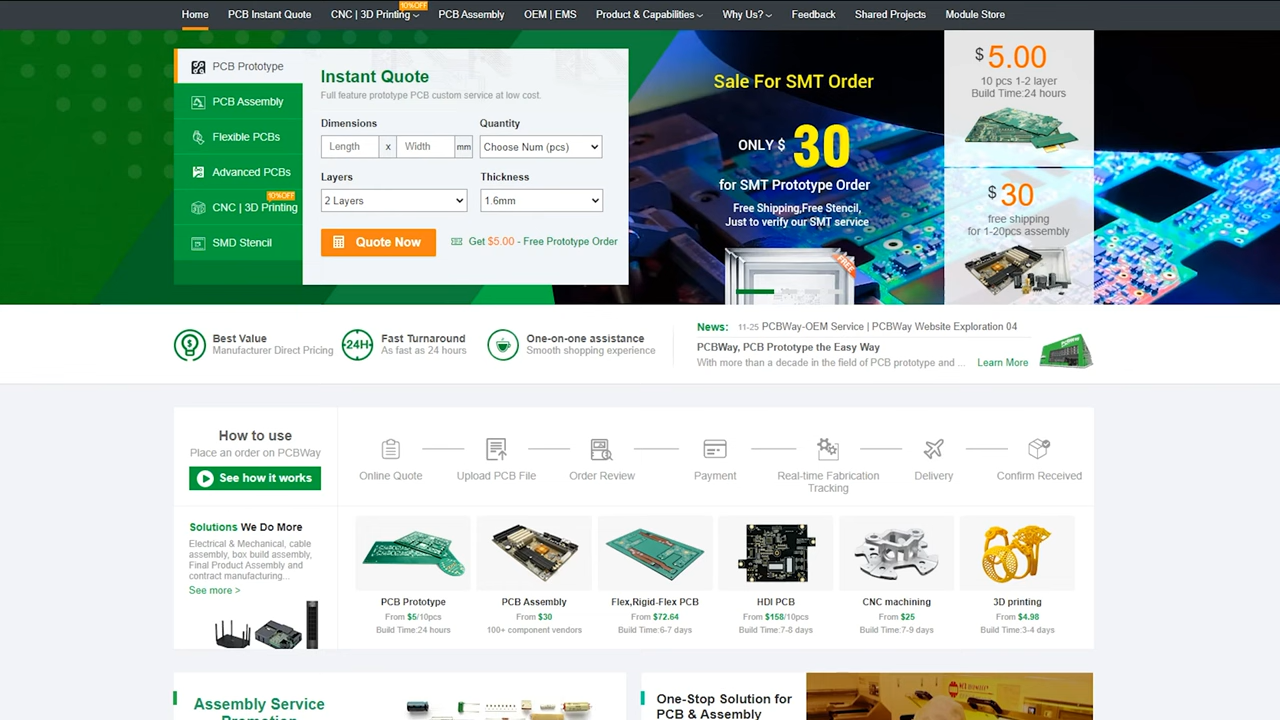 Home
PCB Instant Quote
CNC | 3D Printing
10%OFF
PCB Assembly
OEM | EMS
Product & Capabilities
Why Us?
Feedback
Shared Projects
Module Store
PCB Prototype
PCB Assembly
Flexible PCBs
Advanced PCBs
10%OFF
CNC | 3D Printing
SMD Stencil
Instant Quote
Full feature prototype PCB custom service at low cost.
Dimensions
Quantity
Length
x
Width
mm
Choose Num (pcs)
Layers
Thickness
2 Layers
1.6mm
Quote Now
Get $5.00 - Free Prototype Order
Sale For SMT Order
ONLY $ 30
for SMT Prototype Order
Free Shipping,Free Stencil,
Just to verify our SMT service
FREE
$ 5.00
10 pcs 1-2 layer
Build Time:24 hours
$ 30
free shipping
for 1-20pcs assembly
Best Value
Manufacturer Direct Pricing
24H
Fast Turnaround
As fast as 24 hours
One-on-one assistance
Smooth shopping experience
News: 11-25 PCBWay-OEM Service | PCBWay Website Exploration 04
PCBWay, PCB Prototype the Easy Way
With more than a decade in the field of PCB prototype and ... Learn More
How to use
Place an order on PCBWay
See how it works
Online Quote
Upload PCB File
Order Review
Payment
Real-time Fabrication
Tracking
Delivery
Confirm Received
Solutions We Do More
Electrical & Mechanical, cable
assembly, box build assembly,
Final Product Assembly and
contract manufacturing...
See more >
PCB Prototype
From $5/10pcs
Build Time:24 hours
PCB Assembly
From $30
100+ component vendors
Flex,Rigid-Flex PCB
From $72.64
Build Time:6-7 days
HDI PCB
From $158/10pcs
Build Time:7-8 days
CNC machining
From $25
Build Time:7-9 days
3D printing
From $4.98
Build Time:3-4 days
Assembly Service
Promotion
One-Stop Solution for
PCB & Assembly